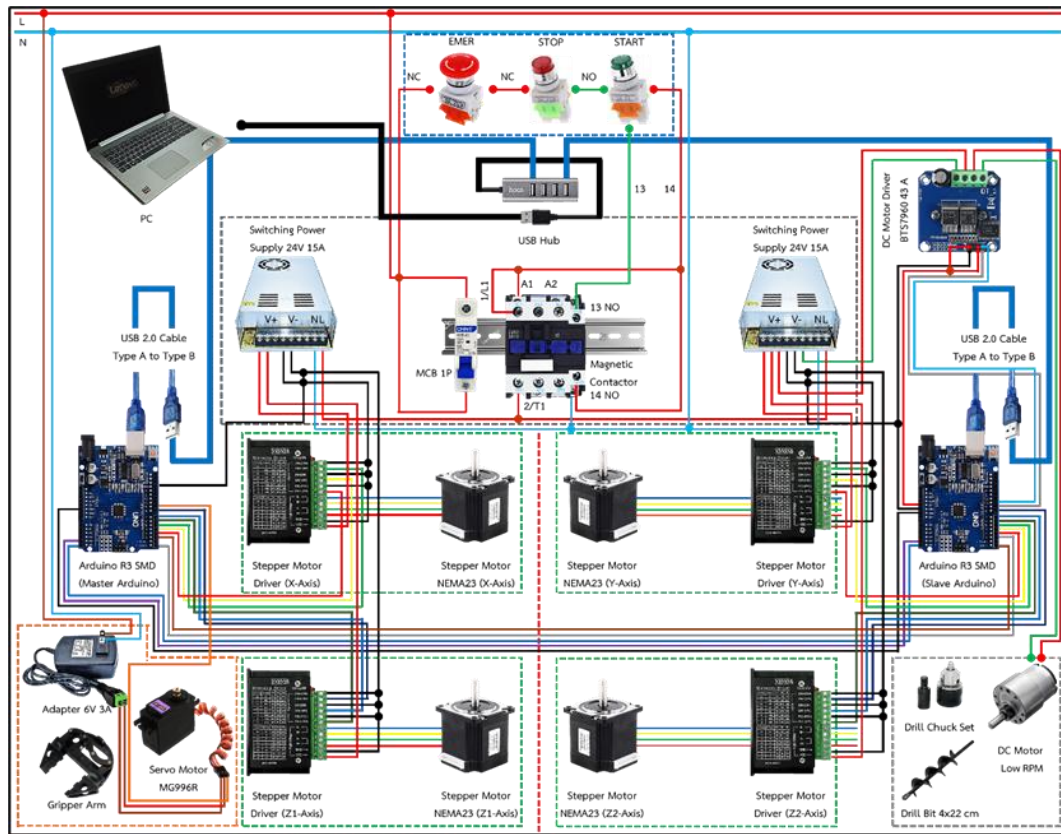 L
N
EMER
STOP
START
NC
NC
NO
PC
USB Hub
13
14
DC Motor Driver
BTS7960 43 A
Switching Power
Supply 24V 15A
Switching Power
Supply 24V 15A
V+ V- NL
V+ V- NL
1/L1
A1
A2
13 NO
MCB 1P
Magnetic
Contactor
14 NO
2/T1
USB 2.0 Cable
Type A to Type B
USB 2.0 Cable
Type A to Type B
Arduino R3 SMD
(Master Arduino)
Stepper Motor
Driver (X-Axis)
Stepper Motor
NEMA23 (X-Axis)
Stepper Motor
NEMA23 (Y-Axis)
Stepper Motor
Driver (Y-Axis)
Arduino R3 SMD
(Slave Arduino)
Adapter 6V 3A
Servo Motor
MG996R
Gripper Arm
Stepper Motor
Driver (Z1-Axis)
Stepper Motor
NEMA23 (Z1-Axis)
Stepper Motor
NEMA23 (Z2-Axis)
Stepper Motor
Driver (Z2-Axis)
Drill Chuck Set
DC Motor
Low RPM
Drill Bit 4x22 cm